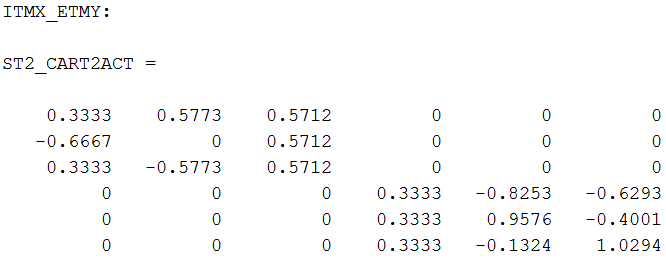 ITMX_ETMY:
ST2_CART2ACT =
0.3333 0.5773 0.5712 0 0 0
-0.6667 0 0.5712 0 0 0
0.3333 -0.5773 0.5712 0 0 0
0 0 0 0.3333 -0.8253 -0.6293
0 0 0 0.3333 0.9576 -0.4001
0 0 0 0.3333 -0.1324 1.0294